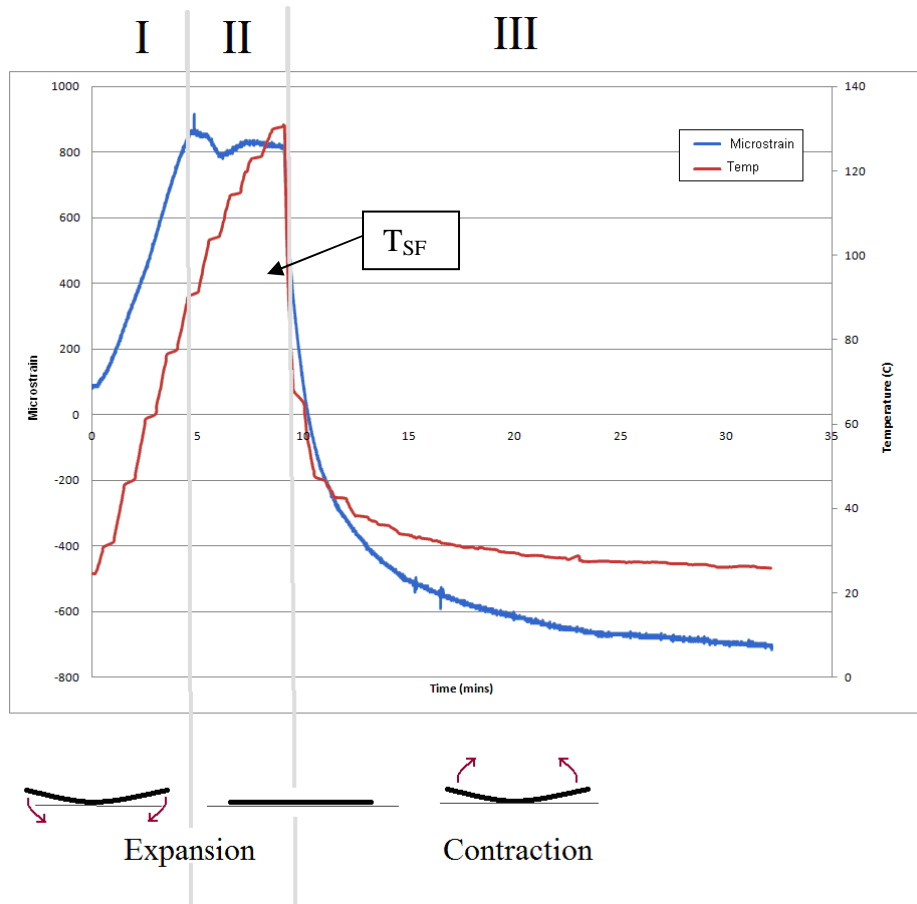 I II III
1000
800
600
400
200
0
-200
-400
-600
-800
Microstrain
140
120
100
80
60
40
20
0
Temperature (C)
Microstrain
Temp
T_SF
0 5 10 15 20 25 30 35
Time (mins)
Expansion Contraction